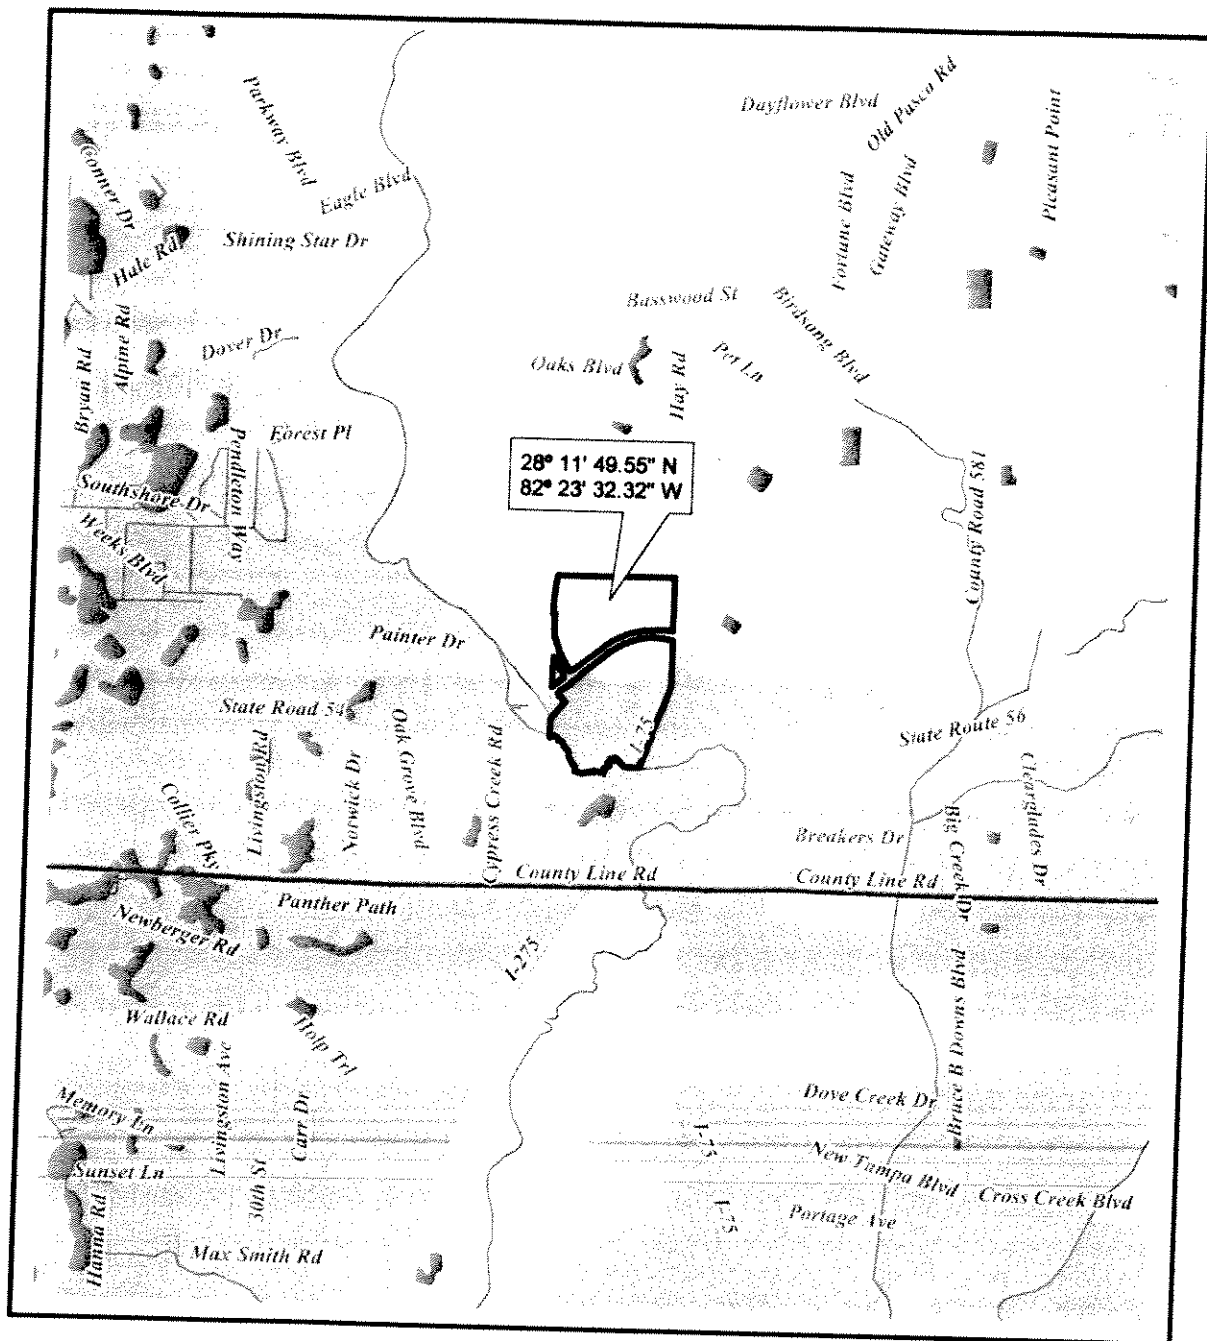 Parkway Blvd
Dayflower Blvd
Old Pasco Rd
Pleasant Point
Conner Dr
Eagle Blvd
Fortune Blvd
Gateway Blvd
Hale Rd
Shining Star Dr
Basswood St
Birdsong Blvd
Alpine Rd
Dover Dr
Bryan Rd
Oaks Blvd
Hay Rd
Pet Ln
Forest Pl
Pendleton Way
28° 11' 49.55" N
82° 23' 32.32" W
Southshore Dr
Weeks Blvd
County Road 581
Painter Dr
State Road 54
I-75
State Route 56
Livingston Rd
Norwick Dr
Oak Grove Blvd
Cypress Creek Rd
Collier Pky
Clearglades Dr
Breakers Dr
Big Creek Dr
County Line Rd
County Line Rd
Newberger Rd
Panther Path
I-275
Bruce B Downs Blvd
Wallace Rd
Holp Trl
Livingston Ave
Carr Dr
Memory Ln
Dove Creek Dr
I-75
Sunset Ln
30th St
New Tampa Blvd
Cross Creek Blvd
I-75
Portage Ave
Hanna Rd
Max Smith Rd